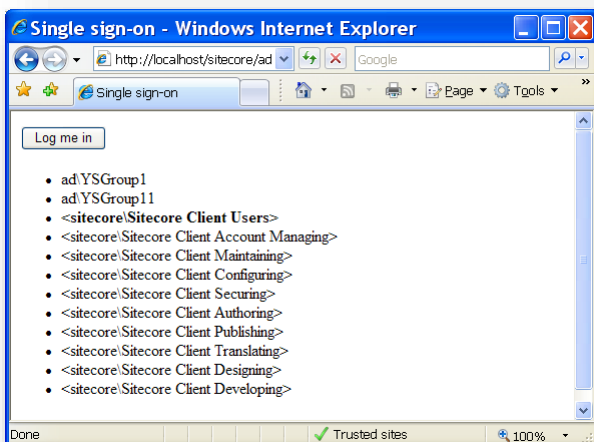 Single sign-on - Windows Internet Explorer
http://localhost/sitecore/ad
Google
Single sign-on
Page
Tools
»
Log me in
• ad\YSGroup1
• ad\YSGroup11
• <sitecore\Sitecore Client Users>
• <sitecore\Sitecore Client Account Managing>
• <sitecore\Sitecore Client Maintaining>
• <sitecore\Sitecore Client Configuring>
• <sitecore\Sitecore Client Securing>
• <sitecore\Sitecore Client Authoring>
• <sitecore\Sitecore Client Publishing>
• <sitecore\Sitecore Client Translating>
• <sitecore\Sitecore Client Designing>
• <sitecore\Sitecore Client Developing>
Done
Trusted sites
100%